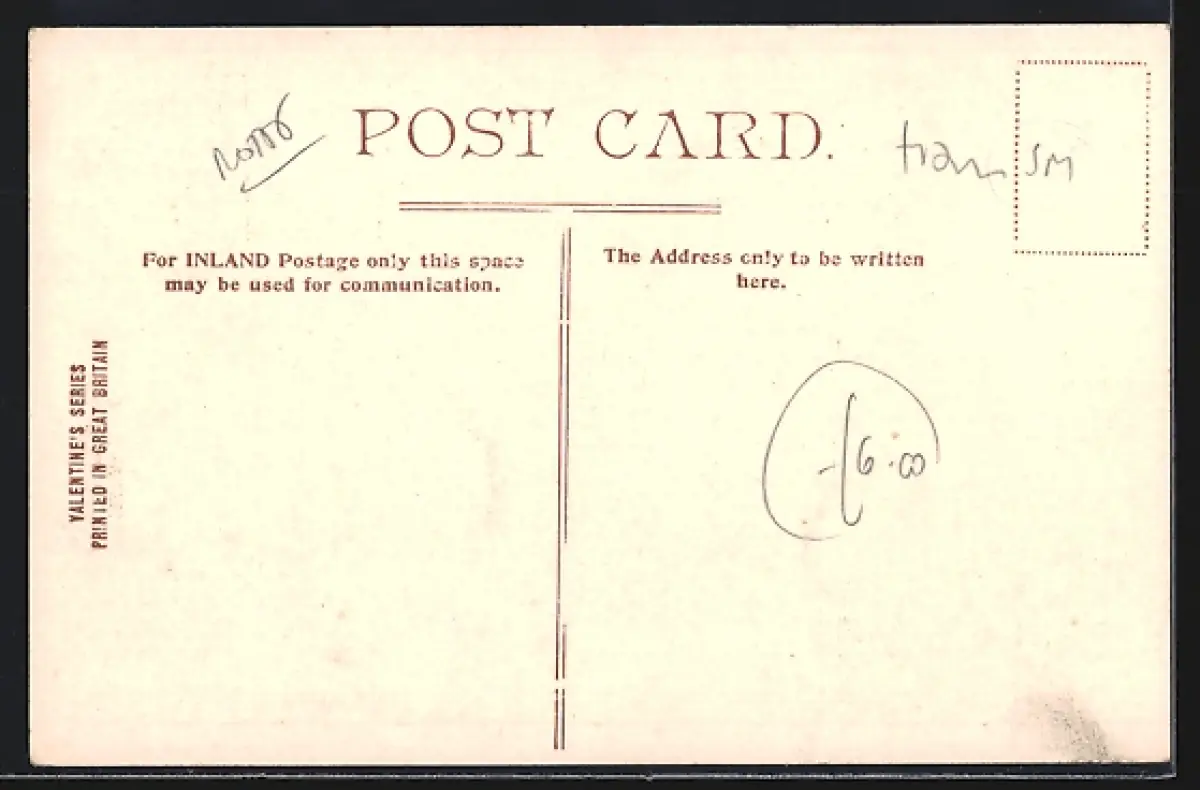 POST CARD.
For INLAND Postage only this space
may be used for communication.
The Address only to be written
here.
VALENTINE'S SERIES
PRINTED IN GREAT BRITAIN
tram SM
£6.00